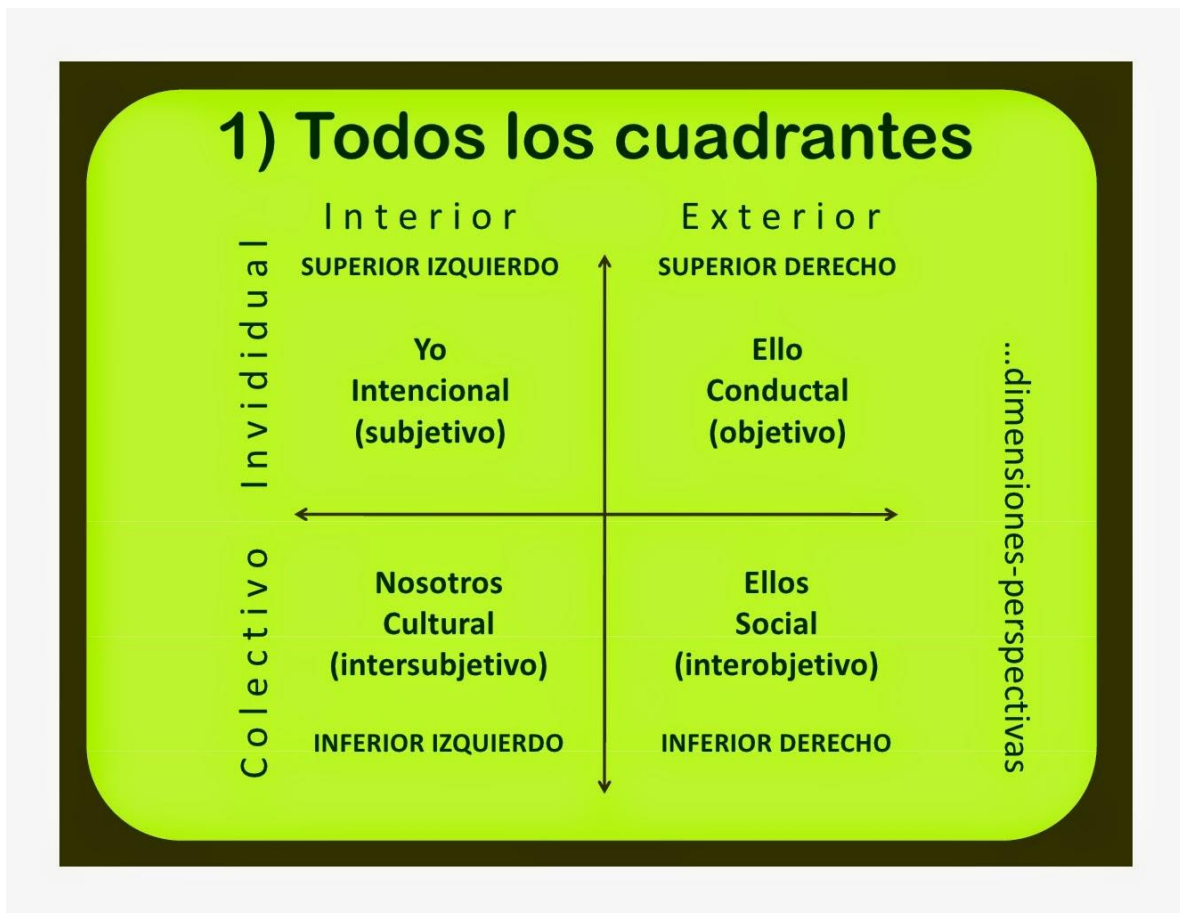 1) Todos los cuadrantes
Interior
Exterior
SUPERIOR IZQUIERDO
SUPERIOR DERECHO
Invididual
Yo
Intencional
(subjetivo)
Ello
Conductal
(objetivo)
Colectivo
Nosotros
Cultural
(intersubjetivo)
Ellos
Social
(interobjetivo)
INFERIOR IZQUIERDO
INFERIOR DERECHO
...dimensiones-perspectivas